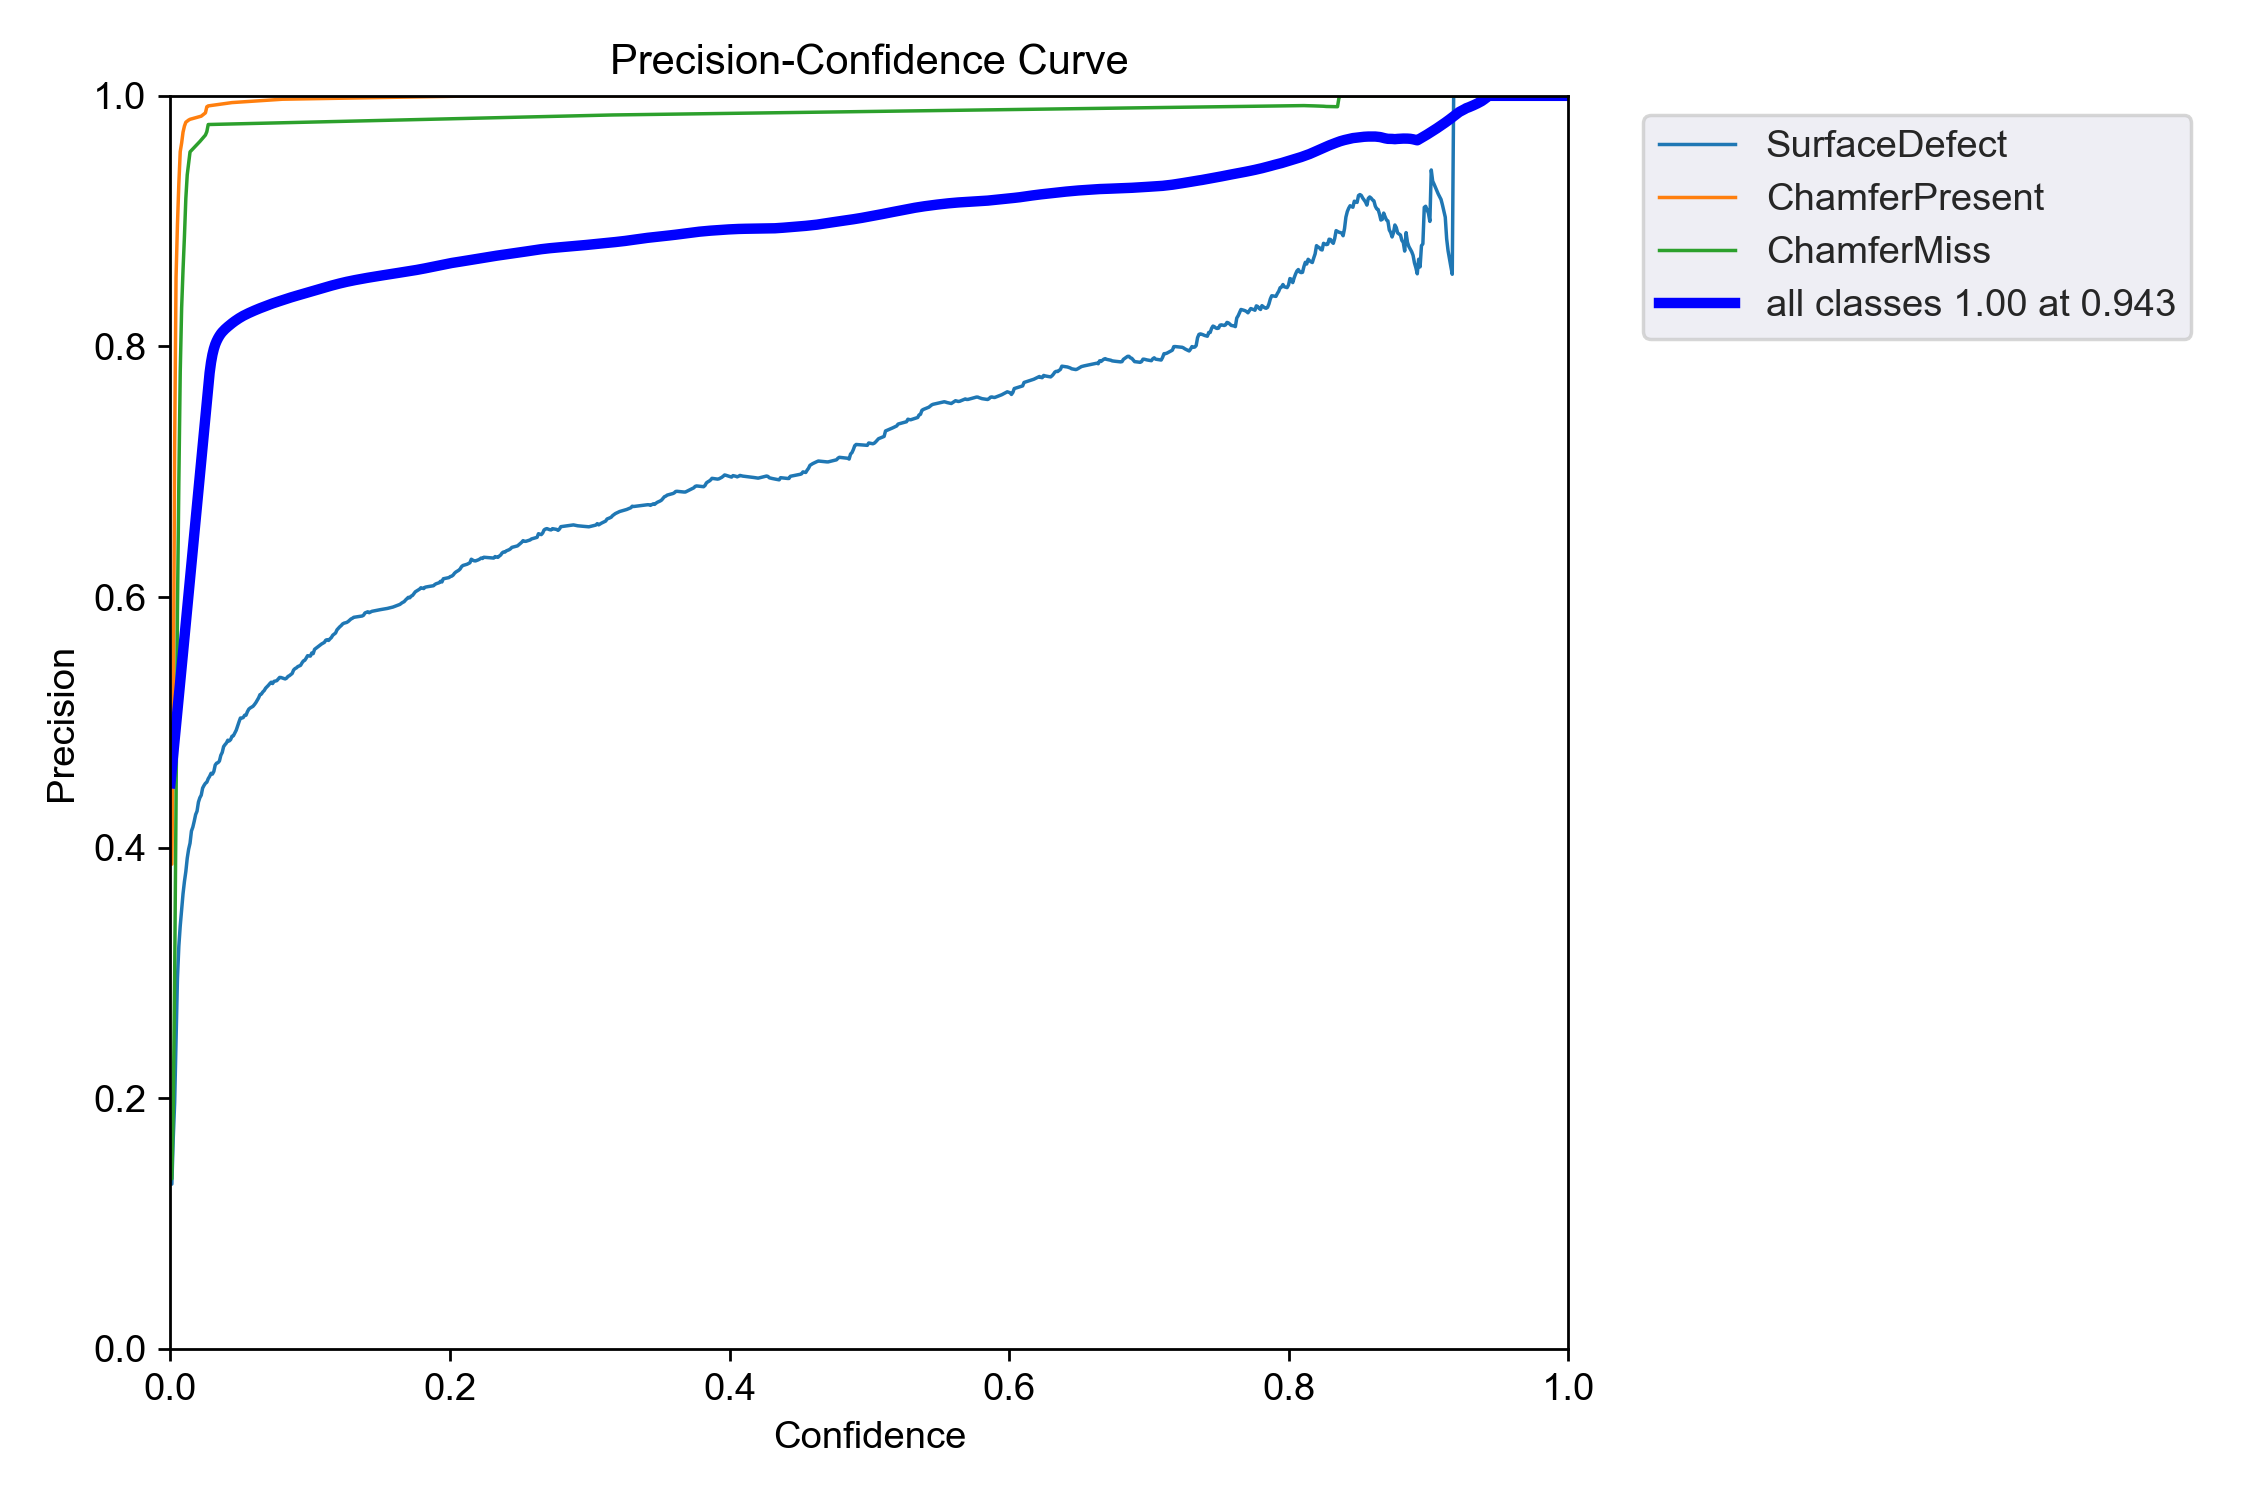 Precision-Confidence Curve
1.0
0.8
0.6
0.4
0.2
0.0
Precision
0.0 0.2 0.4 0.6 0.8 1.0
Confidence
SurfaceDefect
ChamferPresent
ChamferMiss
all classes 1.00 at 0.943